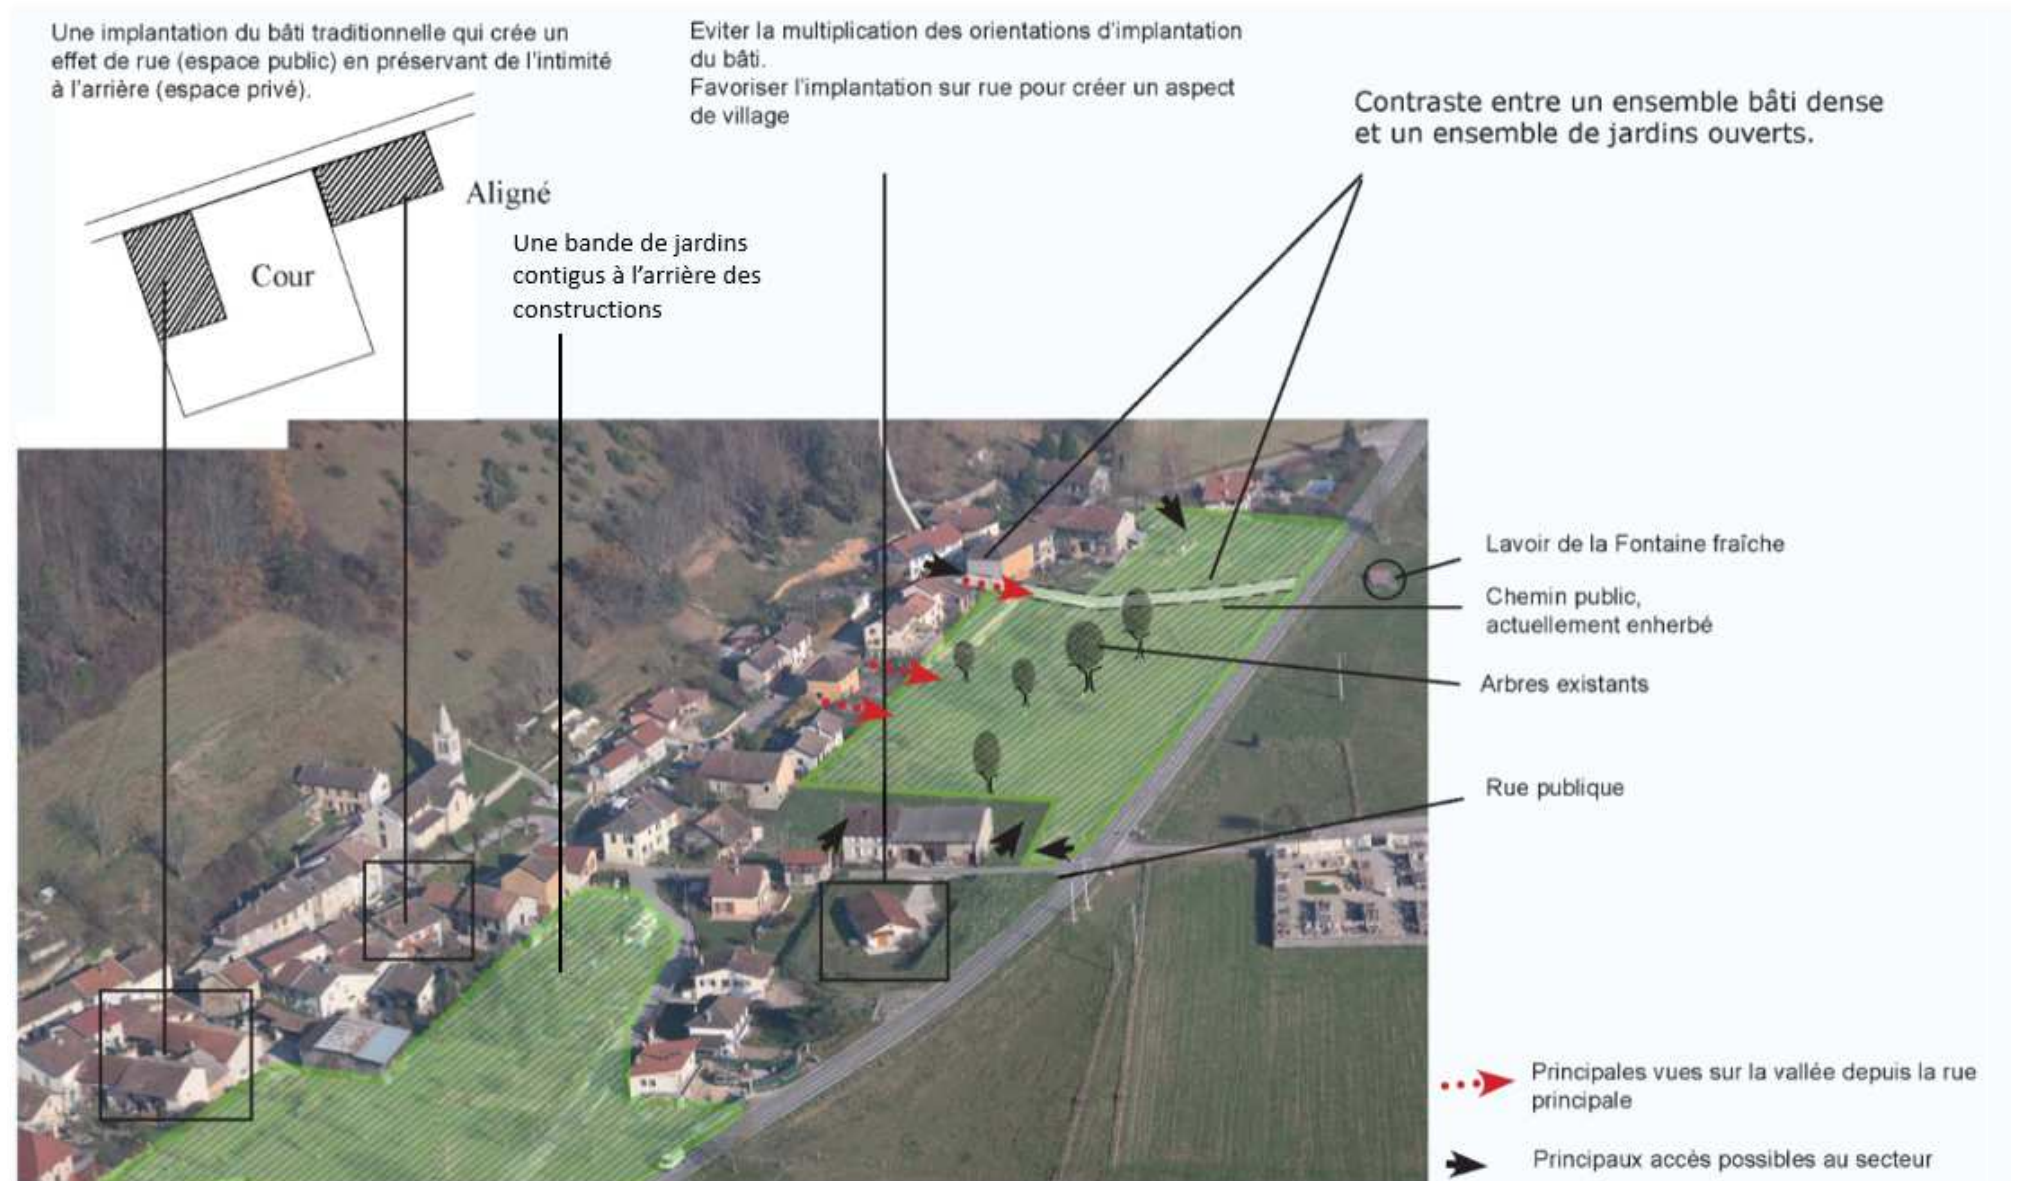 Une implantation du bâti traditionnelle qui crée un
effet de rue (espace public) en préservant de l'intimité
à l'arrière (espace privé).
Eviter la multiplication des orientations d'implantation
du bâti.
Favoriser l'implantation sur rue pour créer un aspect
de village
Contraste entre un ensemble bâti dense
et un ensemble de jardins ouverts.
Aligné
Cour
Une bande de jardins
contigus à l'arrière des
constructions
Lavoir de la Fontaine fraîche
Chemin public,
actuellement enherbé
Arbres existants
Rue publique
Principales vues sur la vallée depuis la rue
principale
Principaux accès possibles au secteur